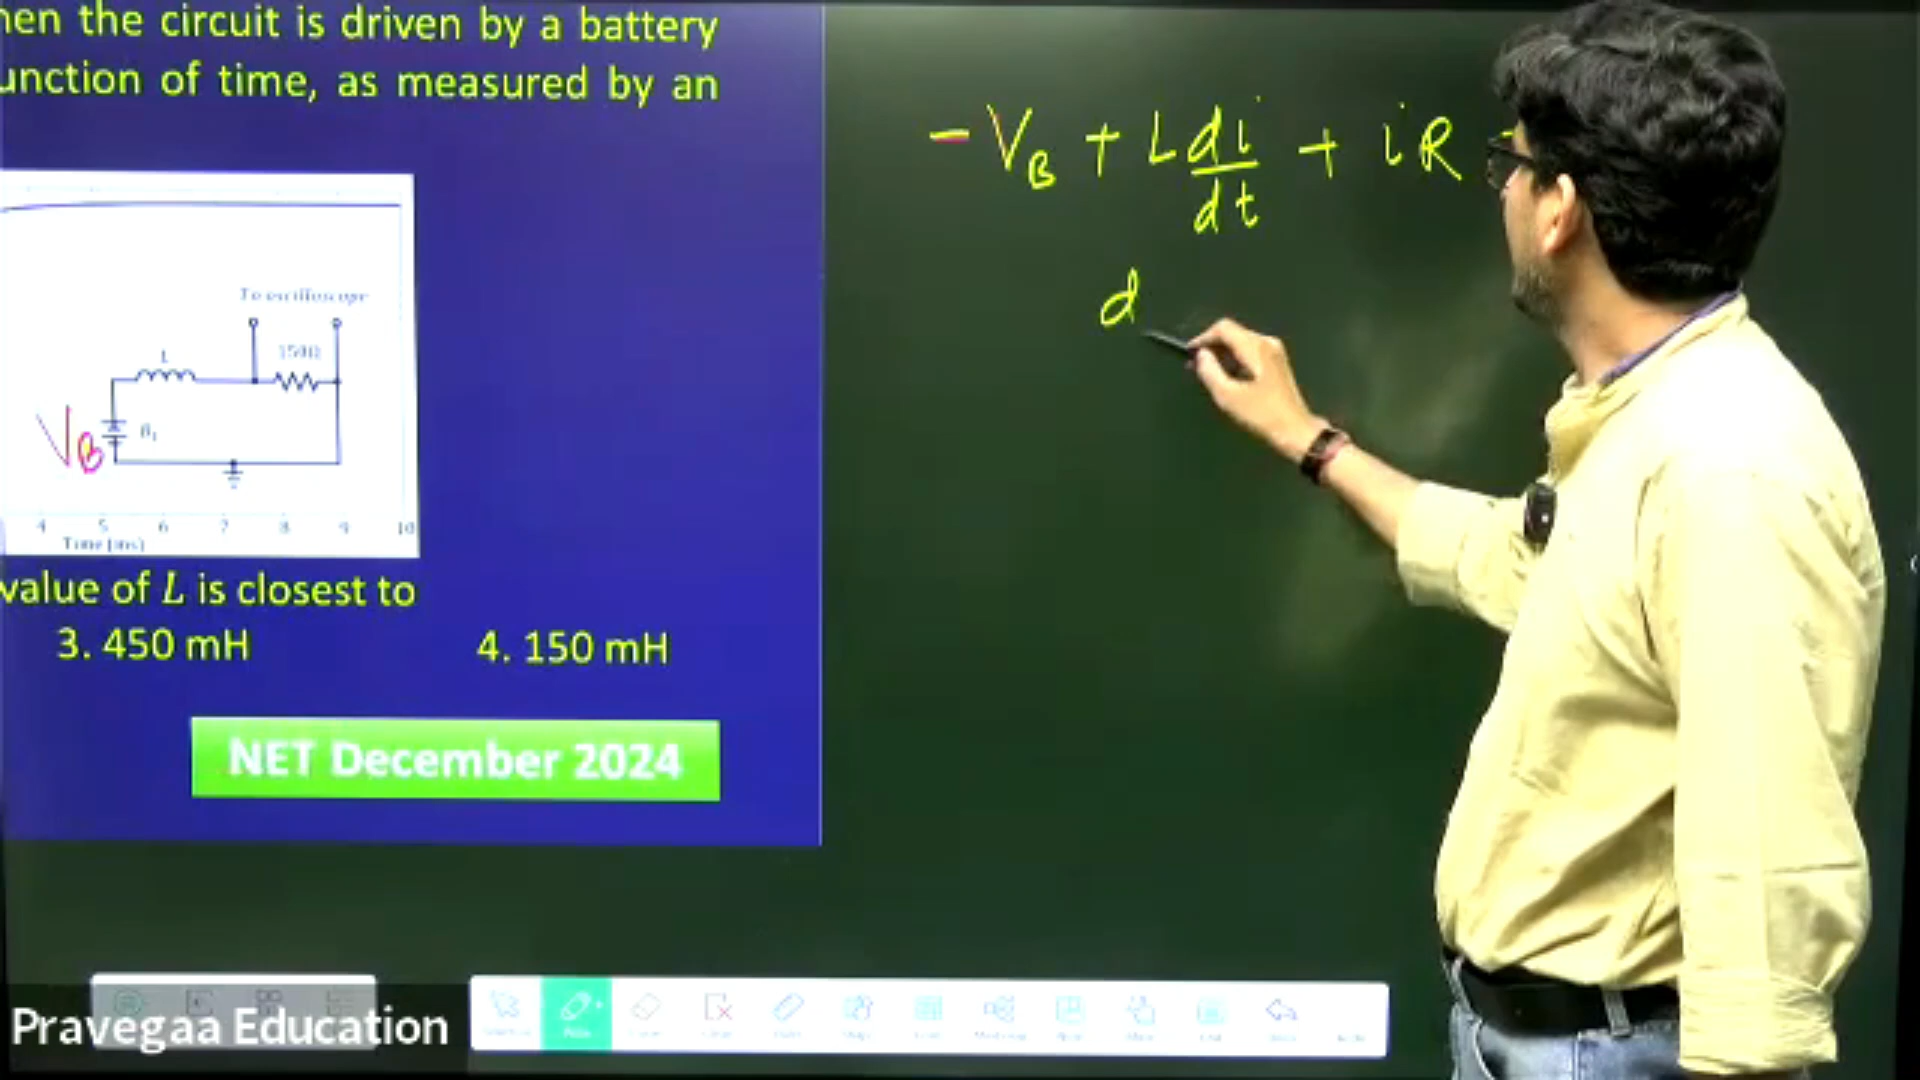 hen the circuit is driven by a battery
unction of time, as measured by an
To oscilloscope
L
150Ω
V_B
B₁
4 5 6 7 8 9 10
Time (ms)
value of L is closest to
3. 450 mH
4. 150 mH
NET December 2024
- V_B + L di/dt + iR
d
Pravegaa Education